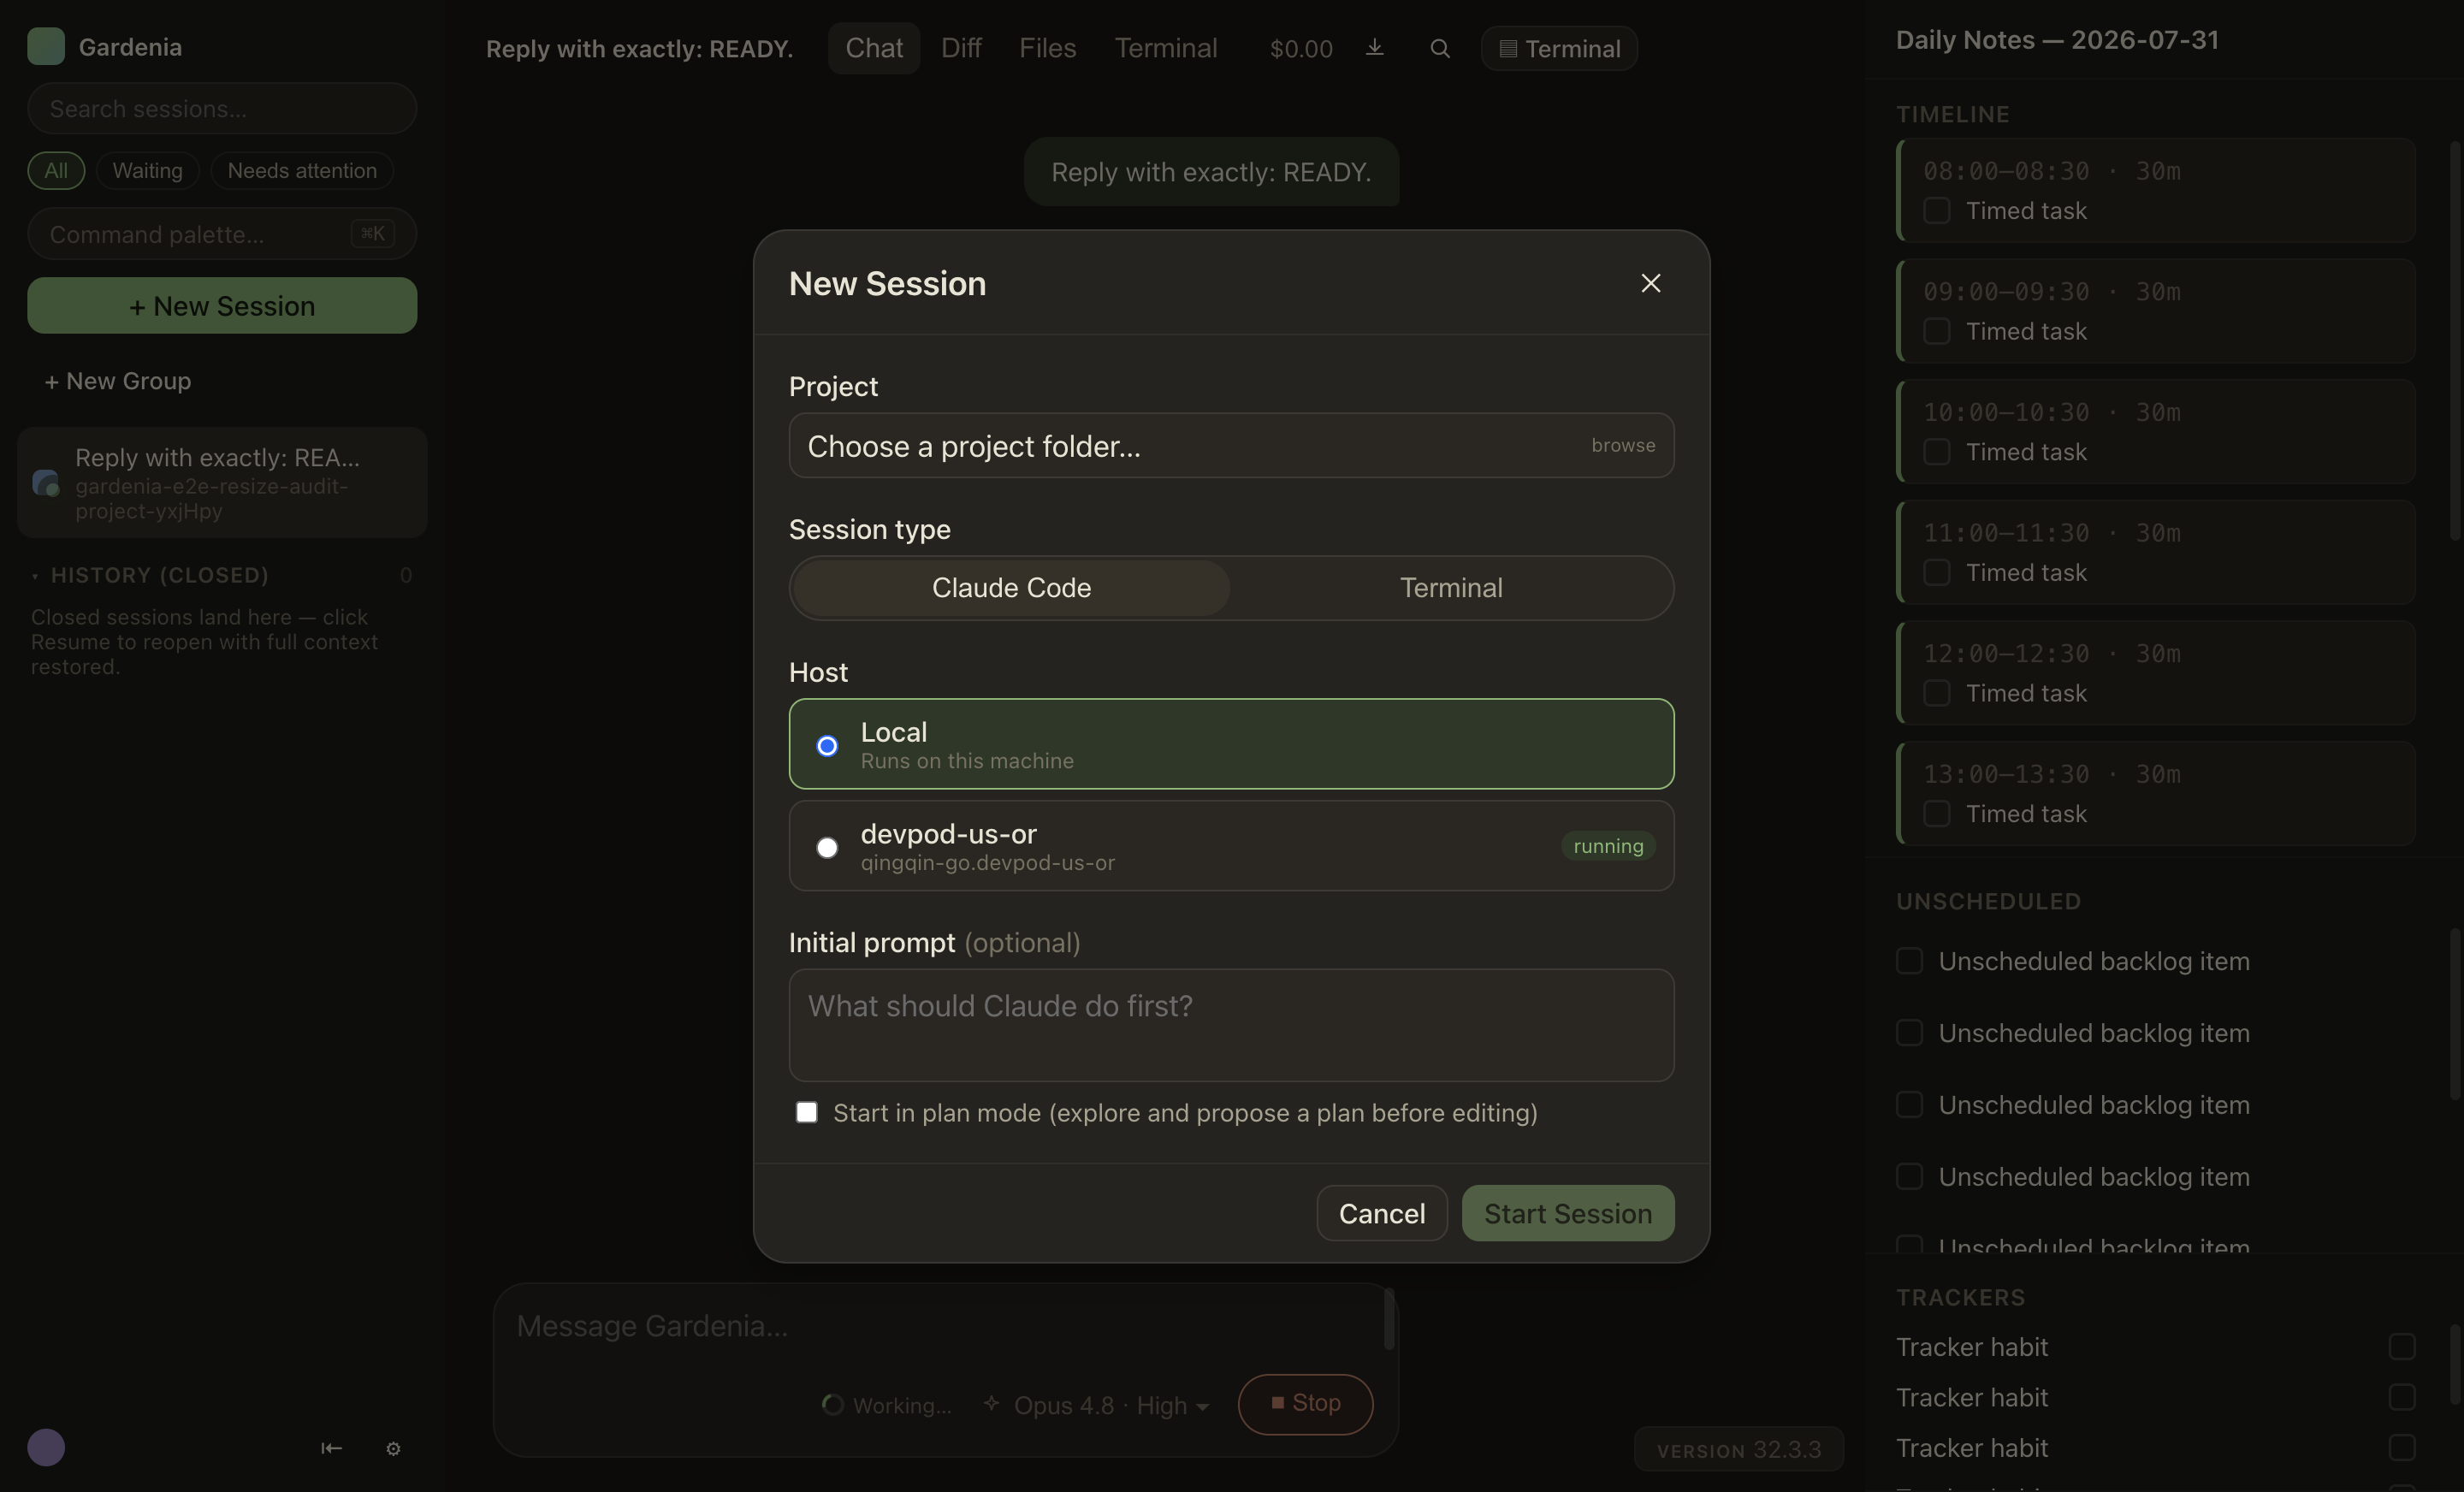 Gardenia
Search sessions...
All
Waiting
Needs attention
Command palette...
⌘K
+ New Session
+ New Group
Reply with exactly: REA...
gardenia-e2e-resize-audit-
project-yxjHpy
HISTORY (CLOSED)
0
Closed sessions land here — click
Resume to reopen with full context
restored.
Reply with exactly: READY.
Chat
Diff
Files
Terminal
$0.00
Terminal
Reply with exactly: READY.
New Session
Project
Choose a project folder...
browse
Session type
Claude Code
Terminal
Host
Local
Runs on this machine
devpod-us-or
qingqin-go.devpod-us-or
running
Initial prompt (optional)
What should Claude do first?
Start in plan mode (explore and propose a plan before editing)
Cancel
Start Session
Message Gardenia...
Working...
Opus 4.8 · High
Stop
VERSION 32.3.3
Daily Notes — 2026-07-31
TIMELINE
08:00–08:30 · 30m
Timed task
09:00–09:30 · 30m
Timed task
10:00–10:30 · 30m
Timed task
11:00–11:30 · 30m
Timed task
12:00–12:30 · 30m
Timed task
13:00–13:30 · 30m
Timed task
UNSCHEDULED
Unscheduled backlog item
Unscheduled backlog item
Unscheduled backlog item
Unscheduled backlog item
Unscheduled backlog item
TRACKERS
Tracker habit
Tracker habit
Tracker habit